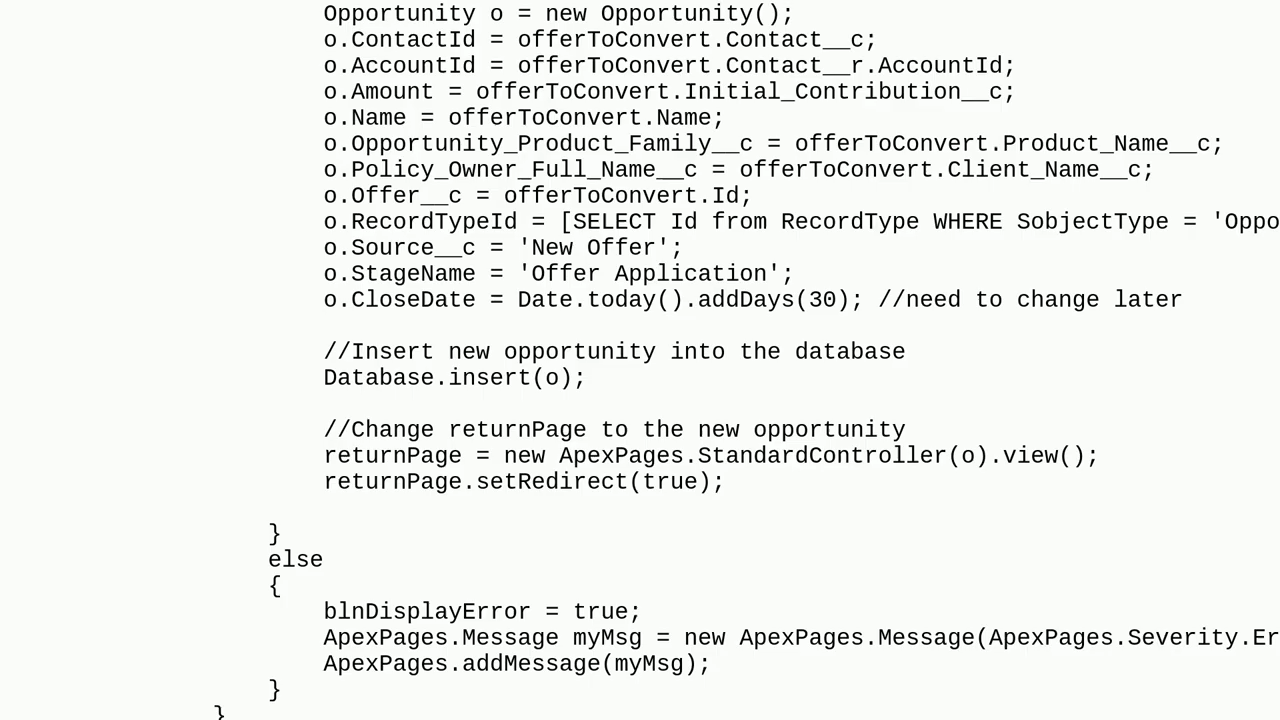 Opportunity o = new Opportunity();
o.ContactId = offerToConvert.Contact__c;
o.AccountId = offerToConvert.Contact__r.AccountId;
o.Amount = offerToConvert.Initial_Contribution__c;
o.Name = offerToConvert.Name;
o.Opportunity_Product_Family__c = offerToConvert.Product_Name__c;
o.Policy_Owner_Full_Name__c = offerToConvert.Client_Name__c;
o.Offer__c = offerToConvert.Id;
o.RecordTypeId = [SELECT Id from RecordType WHERE SobjectType = 'Oppo
o.Source__c = 'New Offer';
o.StageName = 'Offer Application';
o.CloseDate = Date.today().addDays(30); //need to change later
//Insert new opportunity into the database
Database.insert(o);
//Change returnPage to the new opportunity
returnPage = new ApexPages.StandardController(o).view();
returnPage.setRedirect(true);
}
else
{
blnDisplayError = true;
ApexPages.Message myMsg = new ApexPages.Message(ApexPages.Severity.Er
ApexPages.addMessage(myMsg);
}
}